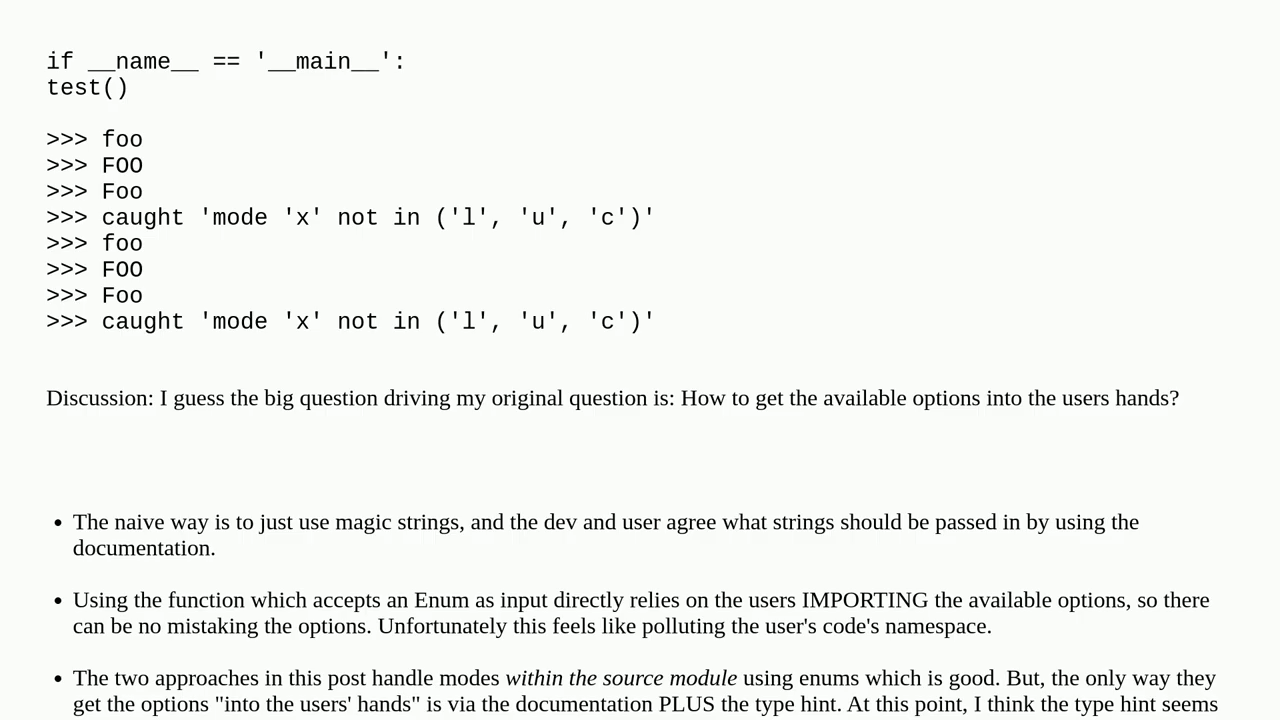 if __name__ == '__main__':
test()
>>> foo
>>> FOO
>>> Foo
>>> caught 'mode 'x' not in ('l', 'u', 'c')'
>>> foo
>>> FOO
>>> Foo
>>> caught 'mode 'x' not in ('l', 'u', 'c')'
Discussion: I guess the big question driving my original question is: How to get the available options into the users hands?
• The naive way is to just use magic strings, and the dev and user agree what strings should be passed in by using the
documentation.
• Using the function which accepts an Enum as input directly relies on the users IMPORTING the available options, so there
can be no mistaking the options. Unfortunately this feels like polluting the user's code's namespace.
• The two approaches in this post handle modes within the source module using enums which is good. But, the only way they
get the options "into the users' hands" is via the documentation PLUS the type hint. At this point, I think the type hint seems